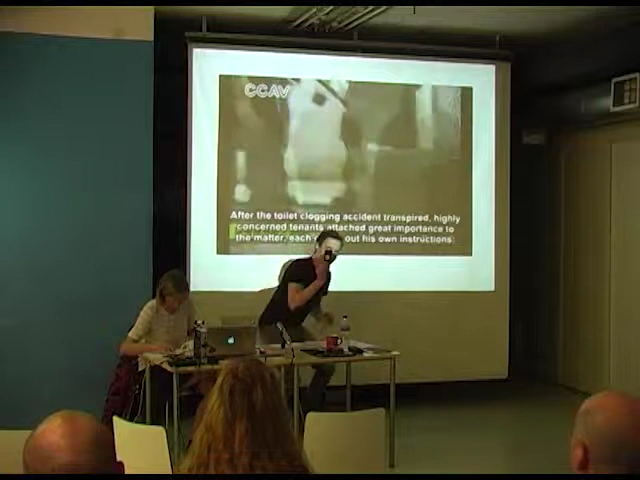 CCAV
After the toilet clogging accident transpired, highly
concerned tenants attached great importance to
the matter, each out his own instructions.